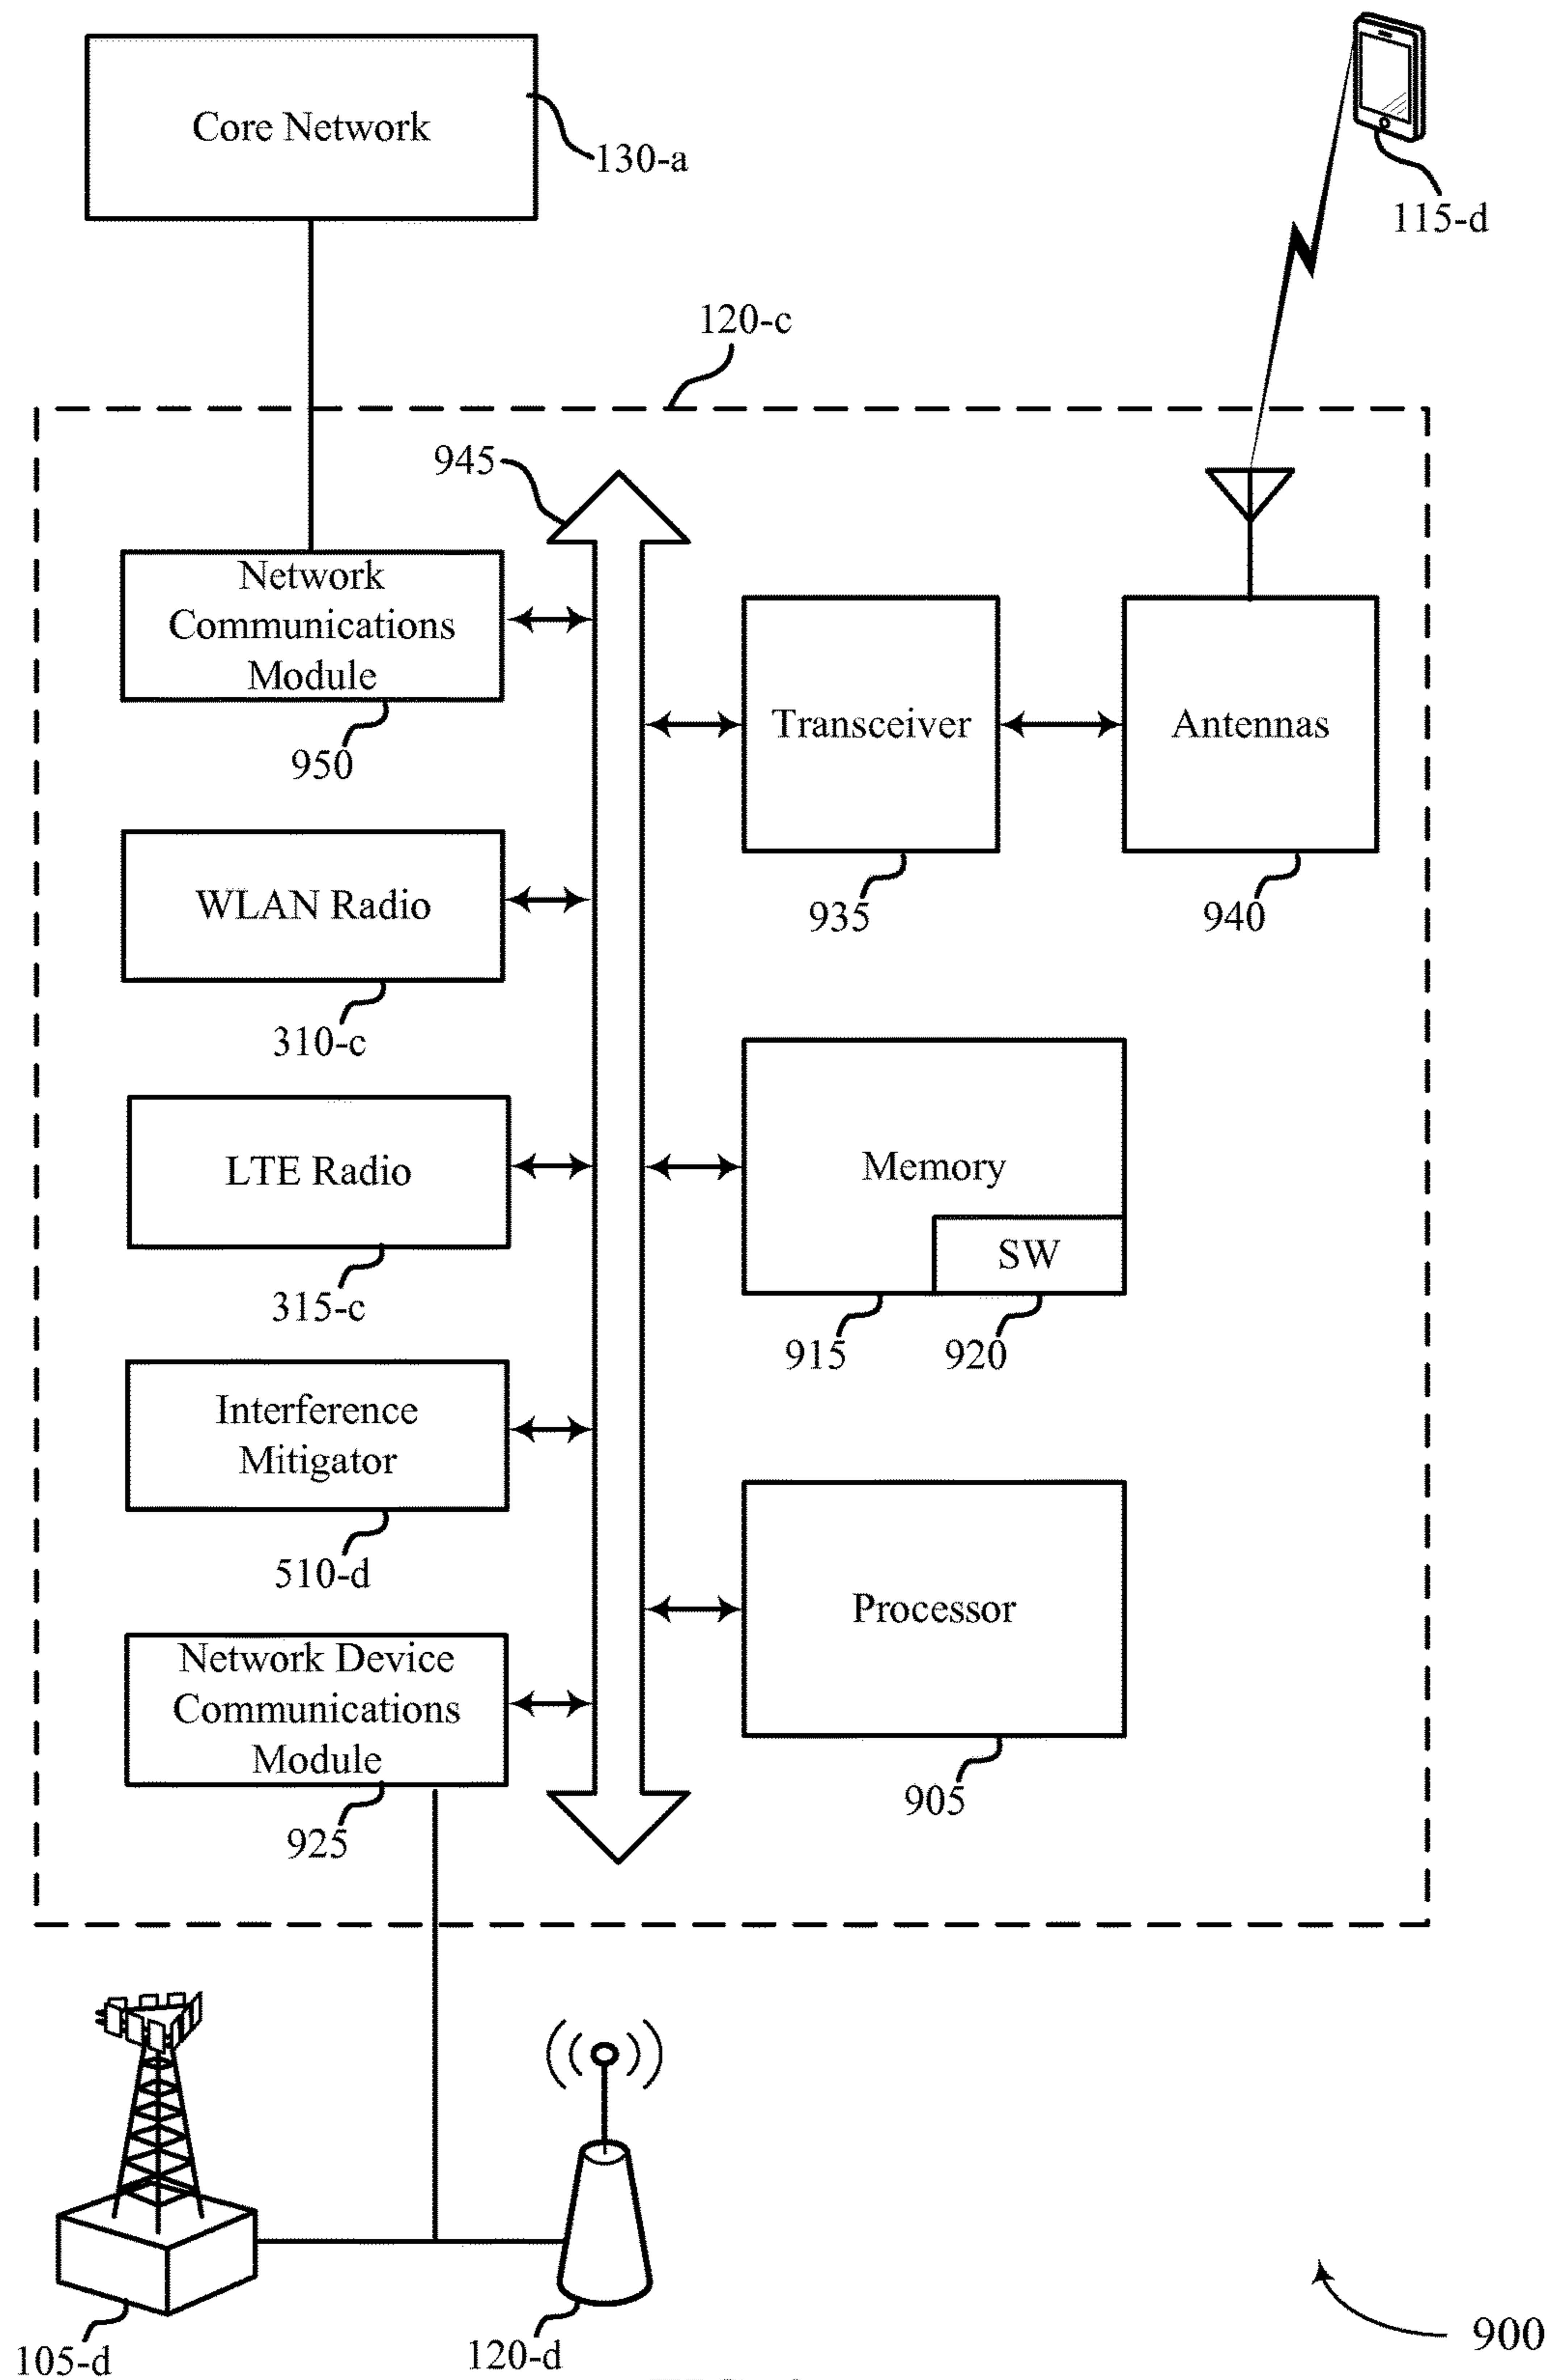 Core Network
130-a
115-d
120-c
945
Network
Communications
Module
950
Transceiver
935
Antennas
940
WLAN Radio
310-c
LTE Radio
315-c
Memory
SW
915
920
Interference
Mitigator
510-d
Processor
905
Network Device
Communications
Module
925
105-d
120-d
900